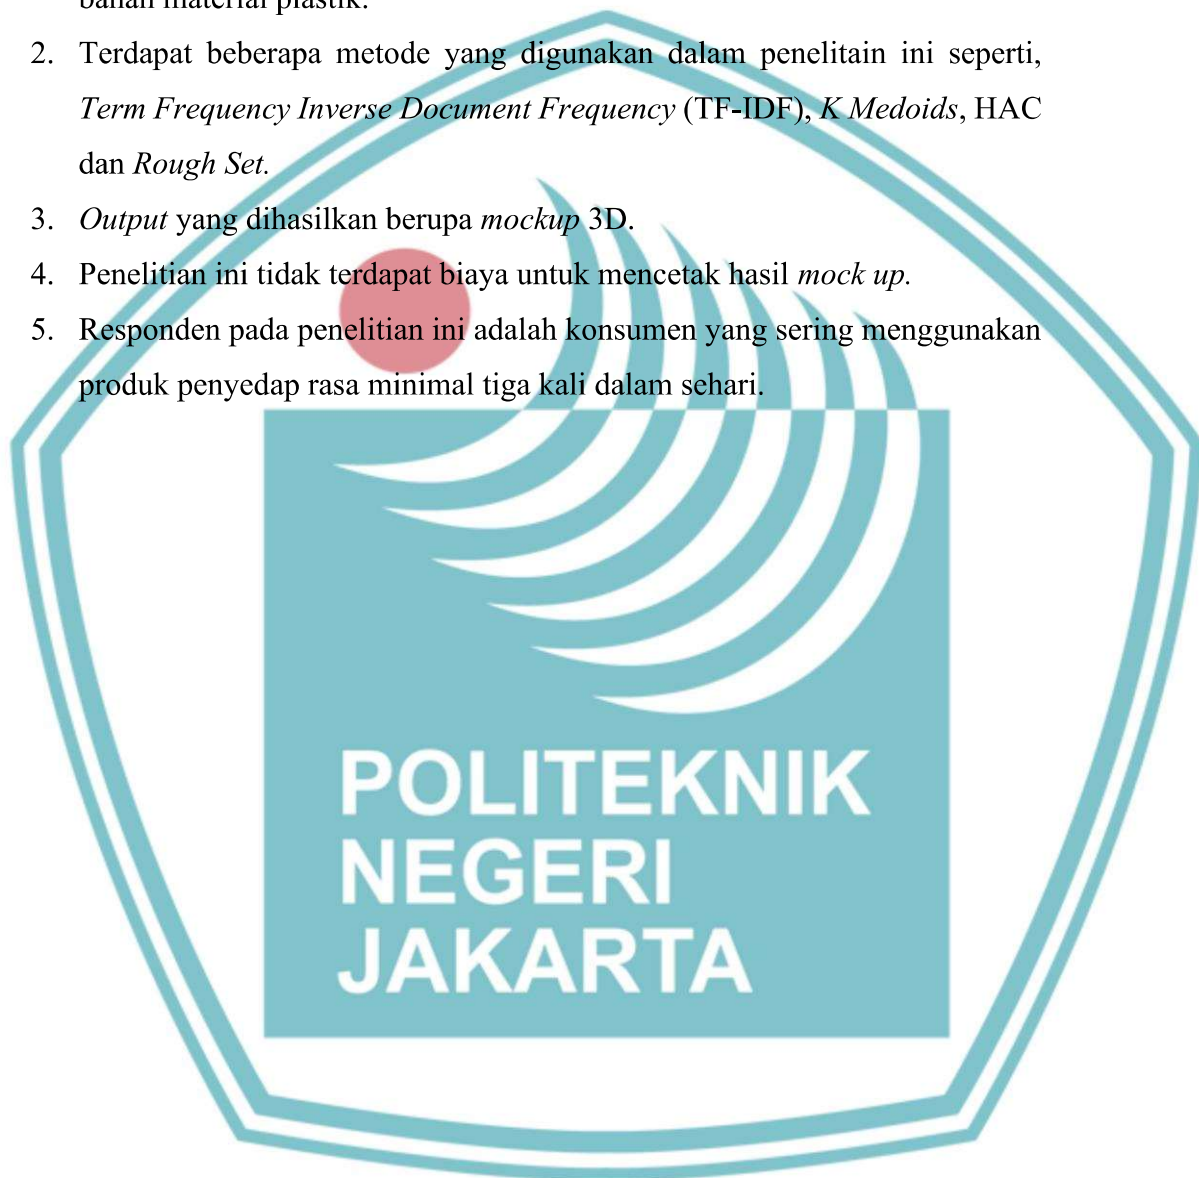 bahan material plastik.
2. Terdapat beberapa metode yang digunakan dalam penelitain ini seperti,
Term Frequency Inverse Document Frequency (TF-IDF), K Medoids, HAC
dan Rough Set.
3. Output yang dihasilkan berupa mockup 3D.
4. Penelitian ini tidak terdapat biaya untuk mencetak hasil mock up.
5. Responden pada penelitian ini adalah konsumen yang sering menggunakan
produk penyedap rasa minimal tiga kali dalam sehari.
POLITEKNIK
NEGERI
JAKARTA